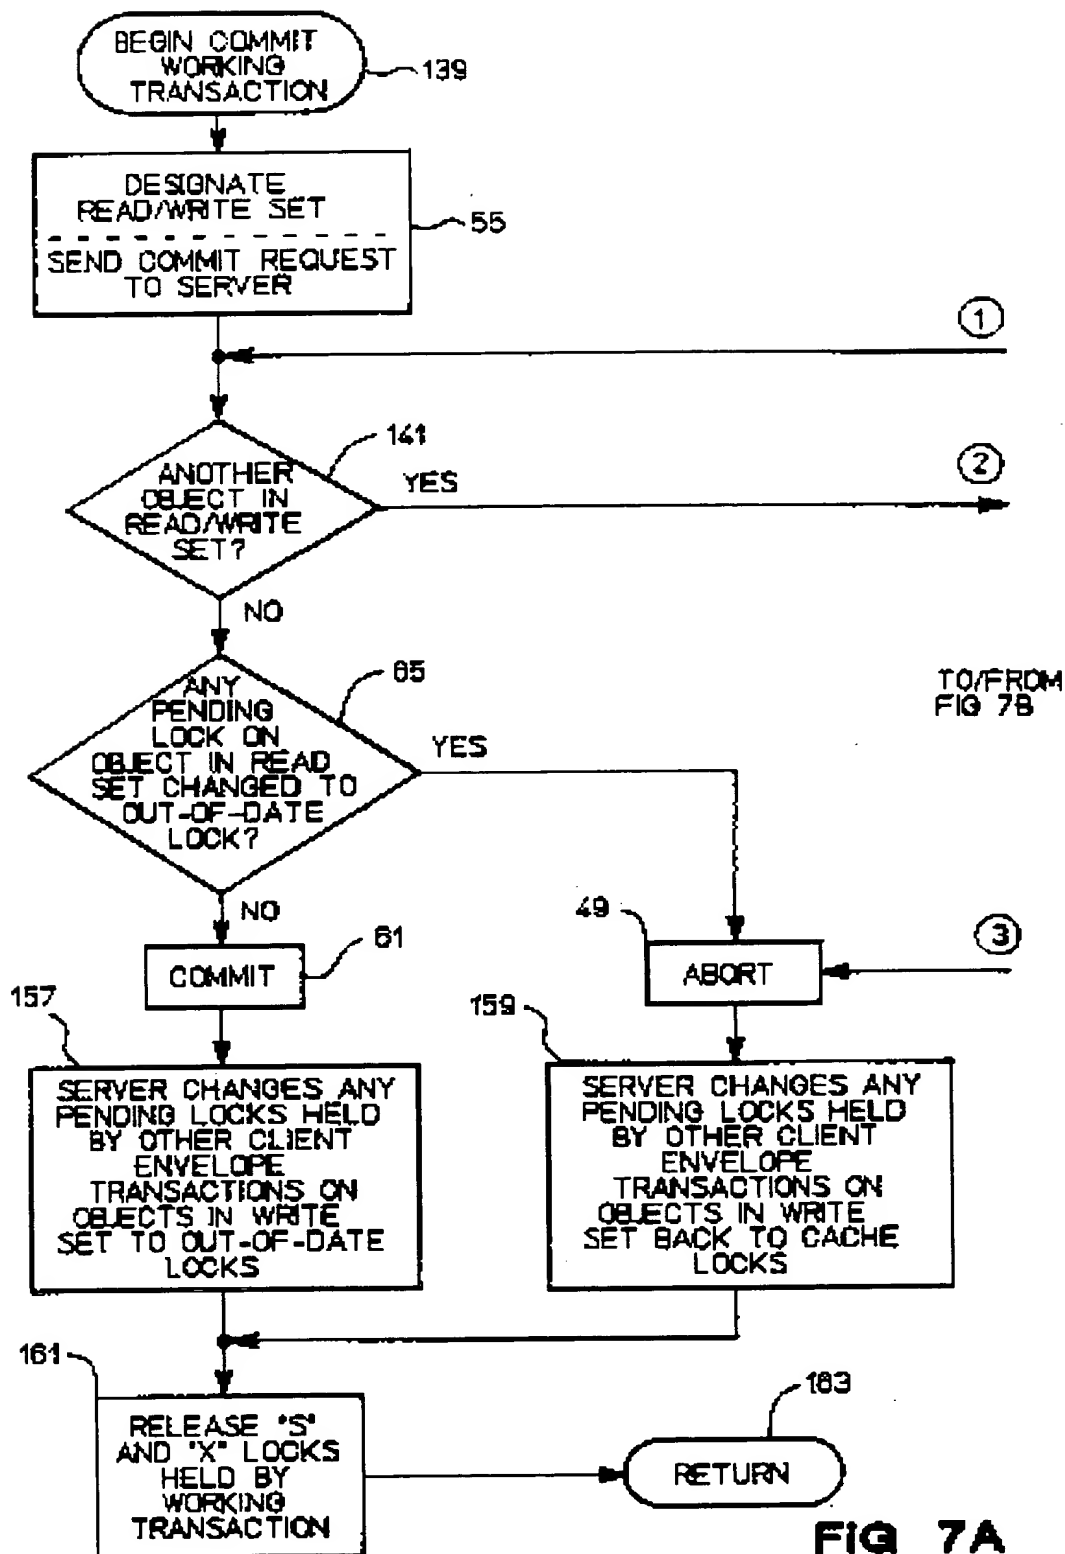 BEGIN COMMIT
WORKING
TRANSACTION
139
DESIGNATE
READ/WRITE SET
SEND COMMIT REQUEST
TO SERVER
55
1
141
ANOTHER
OBJECT IN
READ/WRITE
SET?
YES
2
NO
65
ANY
PENDING
LOCK ON
OBJECT IN READ
SET CHANGED TO
OUT-OF-DATE
LOCK?
YES
TO/FROM
FIG 7B
NO
61
COMMIT
49
ABORT
3
157
SERVER CHANGES ANY
PENDING LOCKS HELD
BY OTHER CLIENT
ENVELOPE
TRANSACTIONS ON
OBJECTS IN WRITE
SET TO OUT-OF-DATE
LOCKS
159
SERVER CHANGES ANY
PENDING LOCKS HELD
BY OTHER CLIENT
ENVELOPE
TRANSACTIONS ON
OBJECTS IN WRITE
SET BACK TO CACHE
LOCKS
161
RELEASE "S"
AND "X" LOCKS
HELD BY
WORKING
TRANSACTION
163
RETURN
FIG 7A